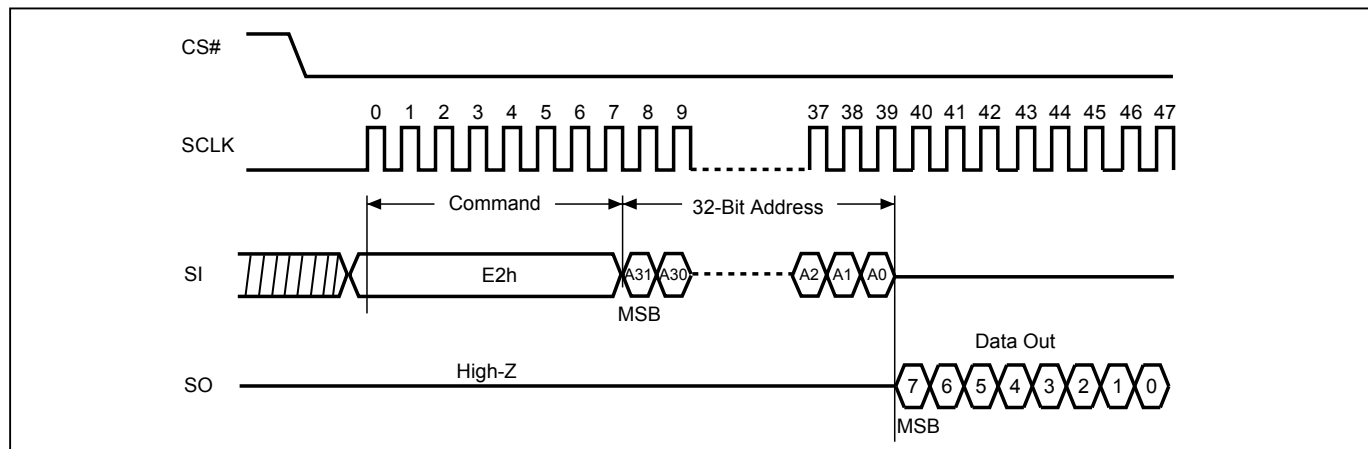 CS#
0 1 2 3 4 5 6 7 8 9 37 38 39 40 41 42 43 44 45 46 47
SCLK
Command 32-Bit Address
SI E2h A31 A30 A2 A1 A0
MSB
Data Out
High-Z
SO 7 6 5 4 3 2 1 0
MSB